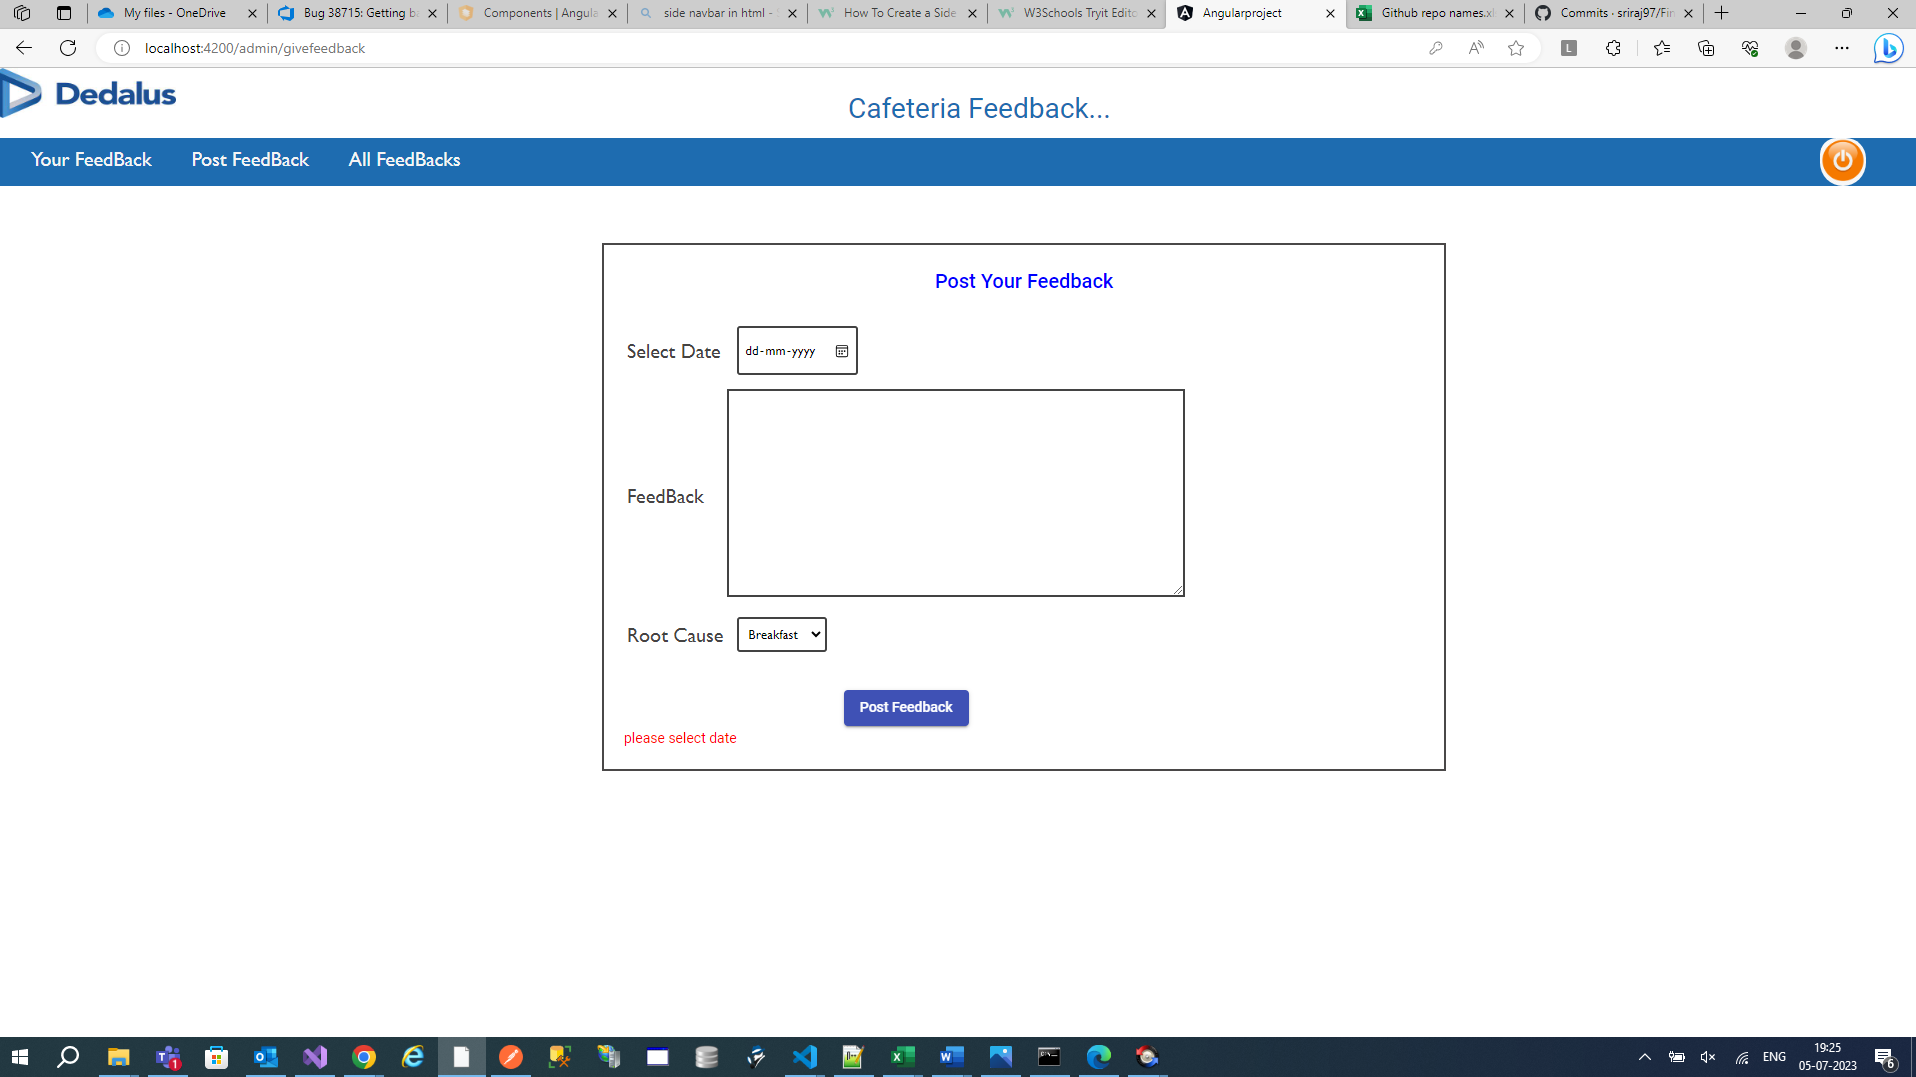 My files - OneDrive
Bug 38715: Getting b
Components | Angula
side navbar in html -
How To Create a Side
W3Schools Tryit Edito
Angularproject
Github repo names.x
Commits · sriraj97/Fin
localhost:4200/admin/givefeedback
Dedalus
Cafeteria Feedback...
Your FeedBack
Post FeedBack
All FeedBacks
Post Your Feedback
Select Date
dd-mm-yyyy
FeedBack
Root Cause
Breakfast
Post Feedback
please select date
ENG
19:25
05-07-2023
6